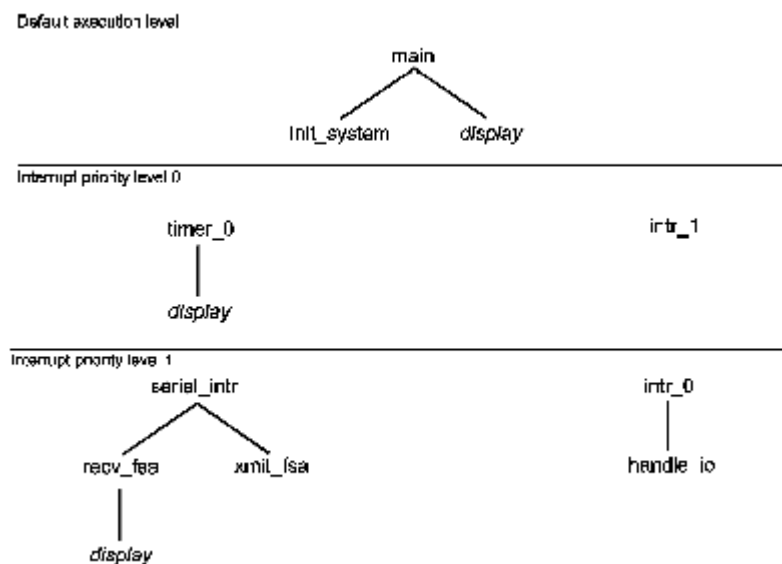 Default execution level
main
init_system display
Interrupt priority level 0
timer_0 intr_1
display
Interrupt priority level 1
serial_intr intr_0
recv_fsa xmit_fsa handle_io
display